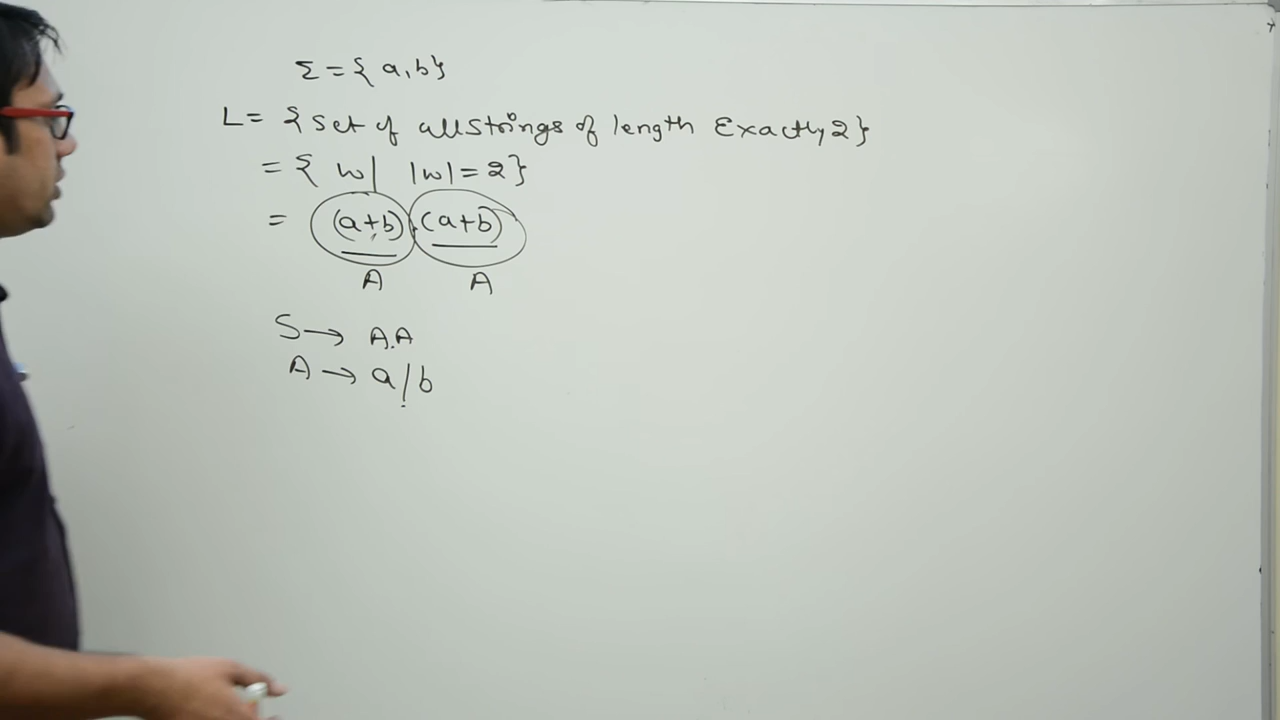 Σ = { a, b}
L = { set of all strings of length Exactly 2 }
= { w | |w| = 2 }
= (a+b) . (a+b)
A A
S → A.A
A → a / b